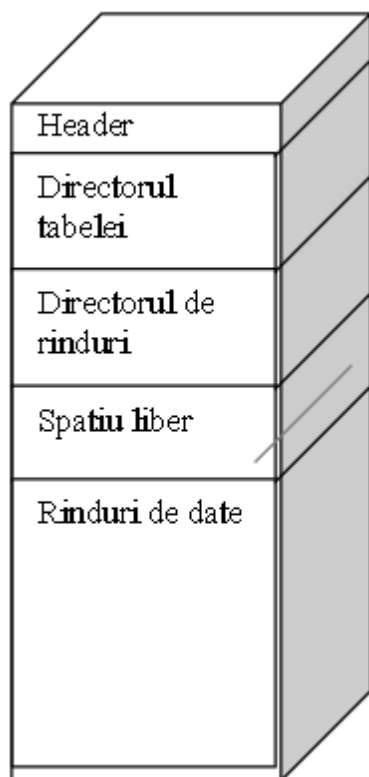 Header
Directorul
tabelei
Directorul de
rinduri
Spatiu liber
Rinduri de date